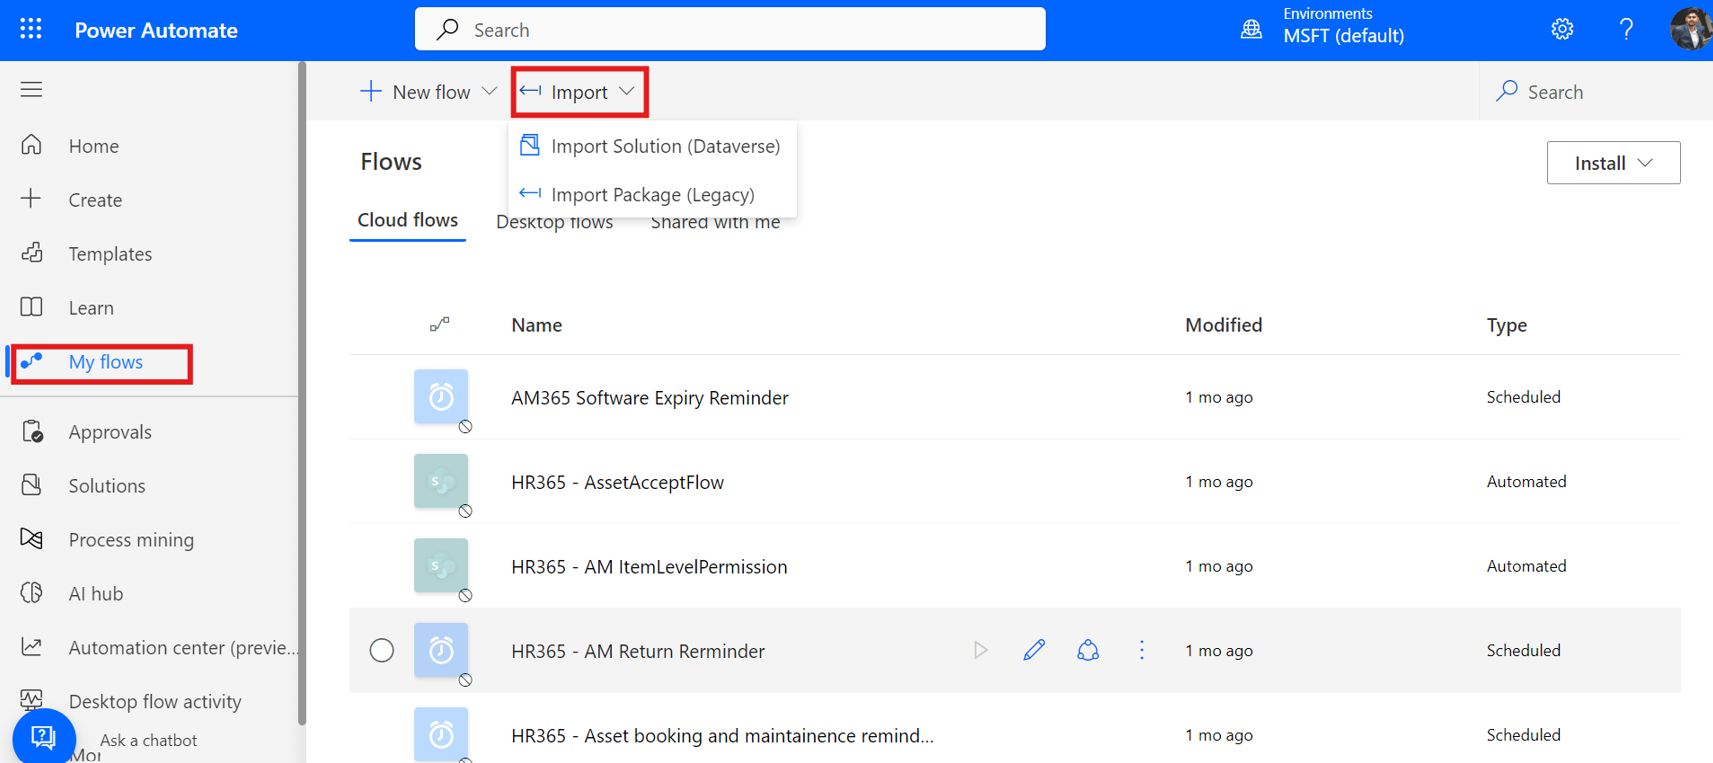 Power Automate
Search
Environments
MSFT (default)
New flow
Import
Search
Import Solution (Dataverse)
Import Package (Legacy)
Home
Create
Templates
Learn
My flows
Approvals
Solutions
Process mining
AI hub
Automation center (previe...
Desktop flow activity
Ask a chatbot
Flows
Install
Cloud flows
Desktop flows
Shared with me
Name
Modified
Type
AM365 Software Expiry Reminder
1 mo ago
Scheduled
HR365 - AssetAcceptFlow
1 mo ago
Automated
HR365 - AM ItemLevelPermission
1 mo ago
Automated
HR365 - AM Return Rerminder
1 mo ago
Scheduled
HR365 - Asset booking and maintainence remind...
1 mo ago
Scheduled